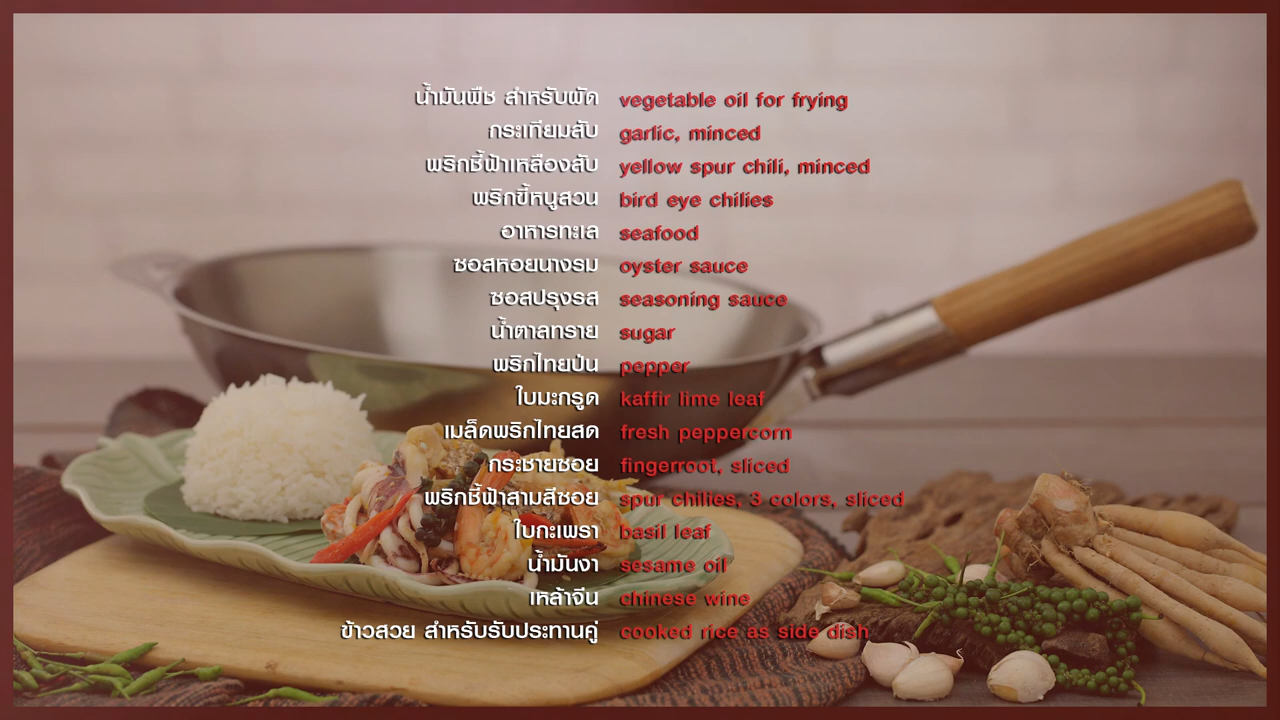 น้ำมันพืช สำหรับผัด vegetable oil for frying
กระเทียมสับ garlic, minced
พริกชี้ฟ้าเหลืองสับ yellow spur chili, minced
พริกขี้หนูสวน bird eye chilies
อาหารทะเล seafood
ซอสหอยนางรม oyster sauce
ซอสปรุงรส seasoning sauce
น้ำตาลทราย sugar
พริกไทยป่น pepper
ใบมะกรูด kaffir lime leaf
เมล็ดพริกไทยสด fresh peppercorn
กระชายซอย fingerroot, sliced
พริกชี้ฟ้าสามสีซอย spur chilies, 3 colors, sliced
ใบกะเพรา basil leaf
น้ำมันงา sesame oil
เหล้าจีน chinese wine
ข้าวสวย สำหรับรับประทานคู่ cooked rice as side dish